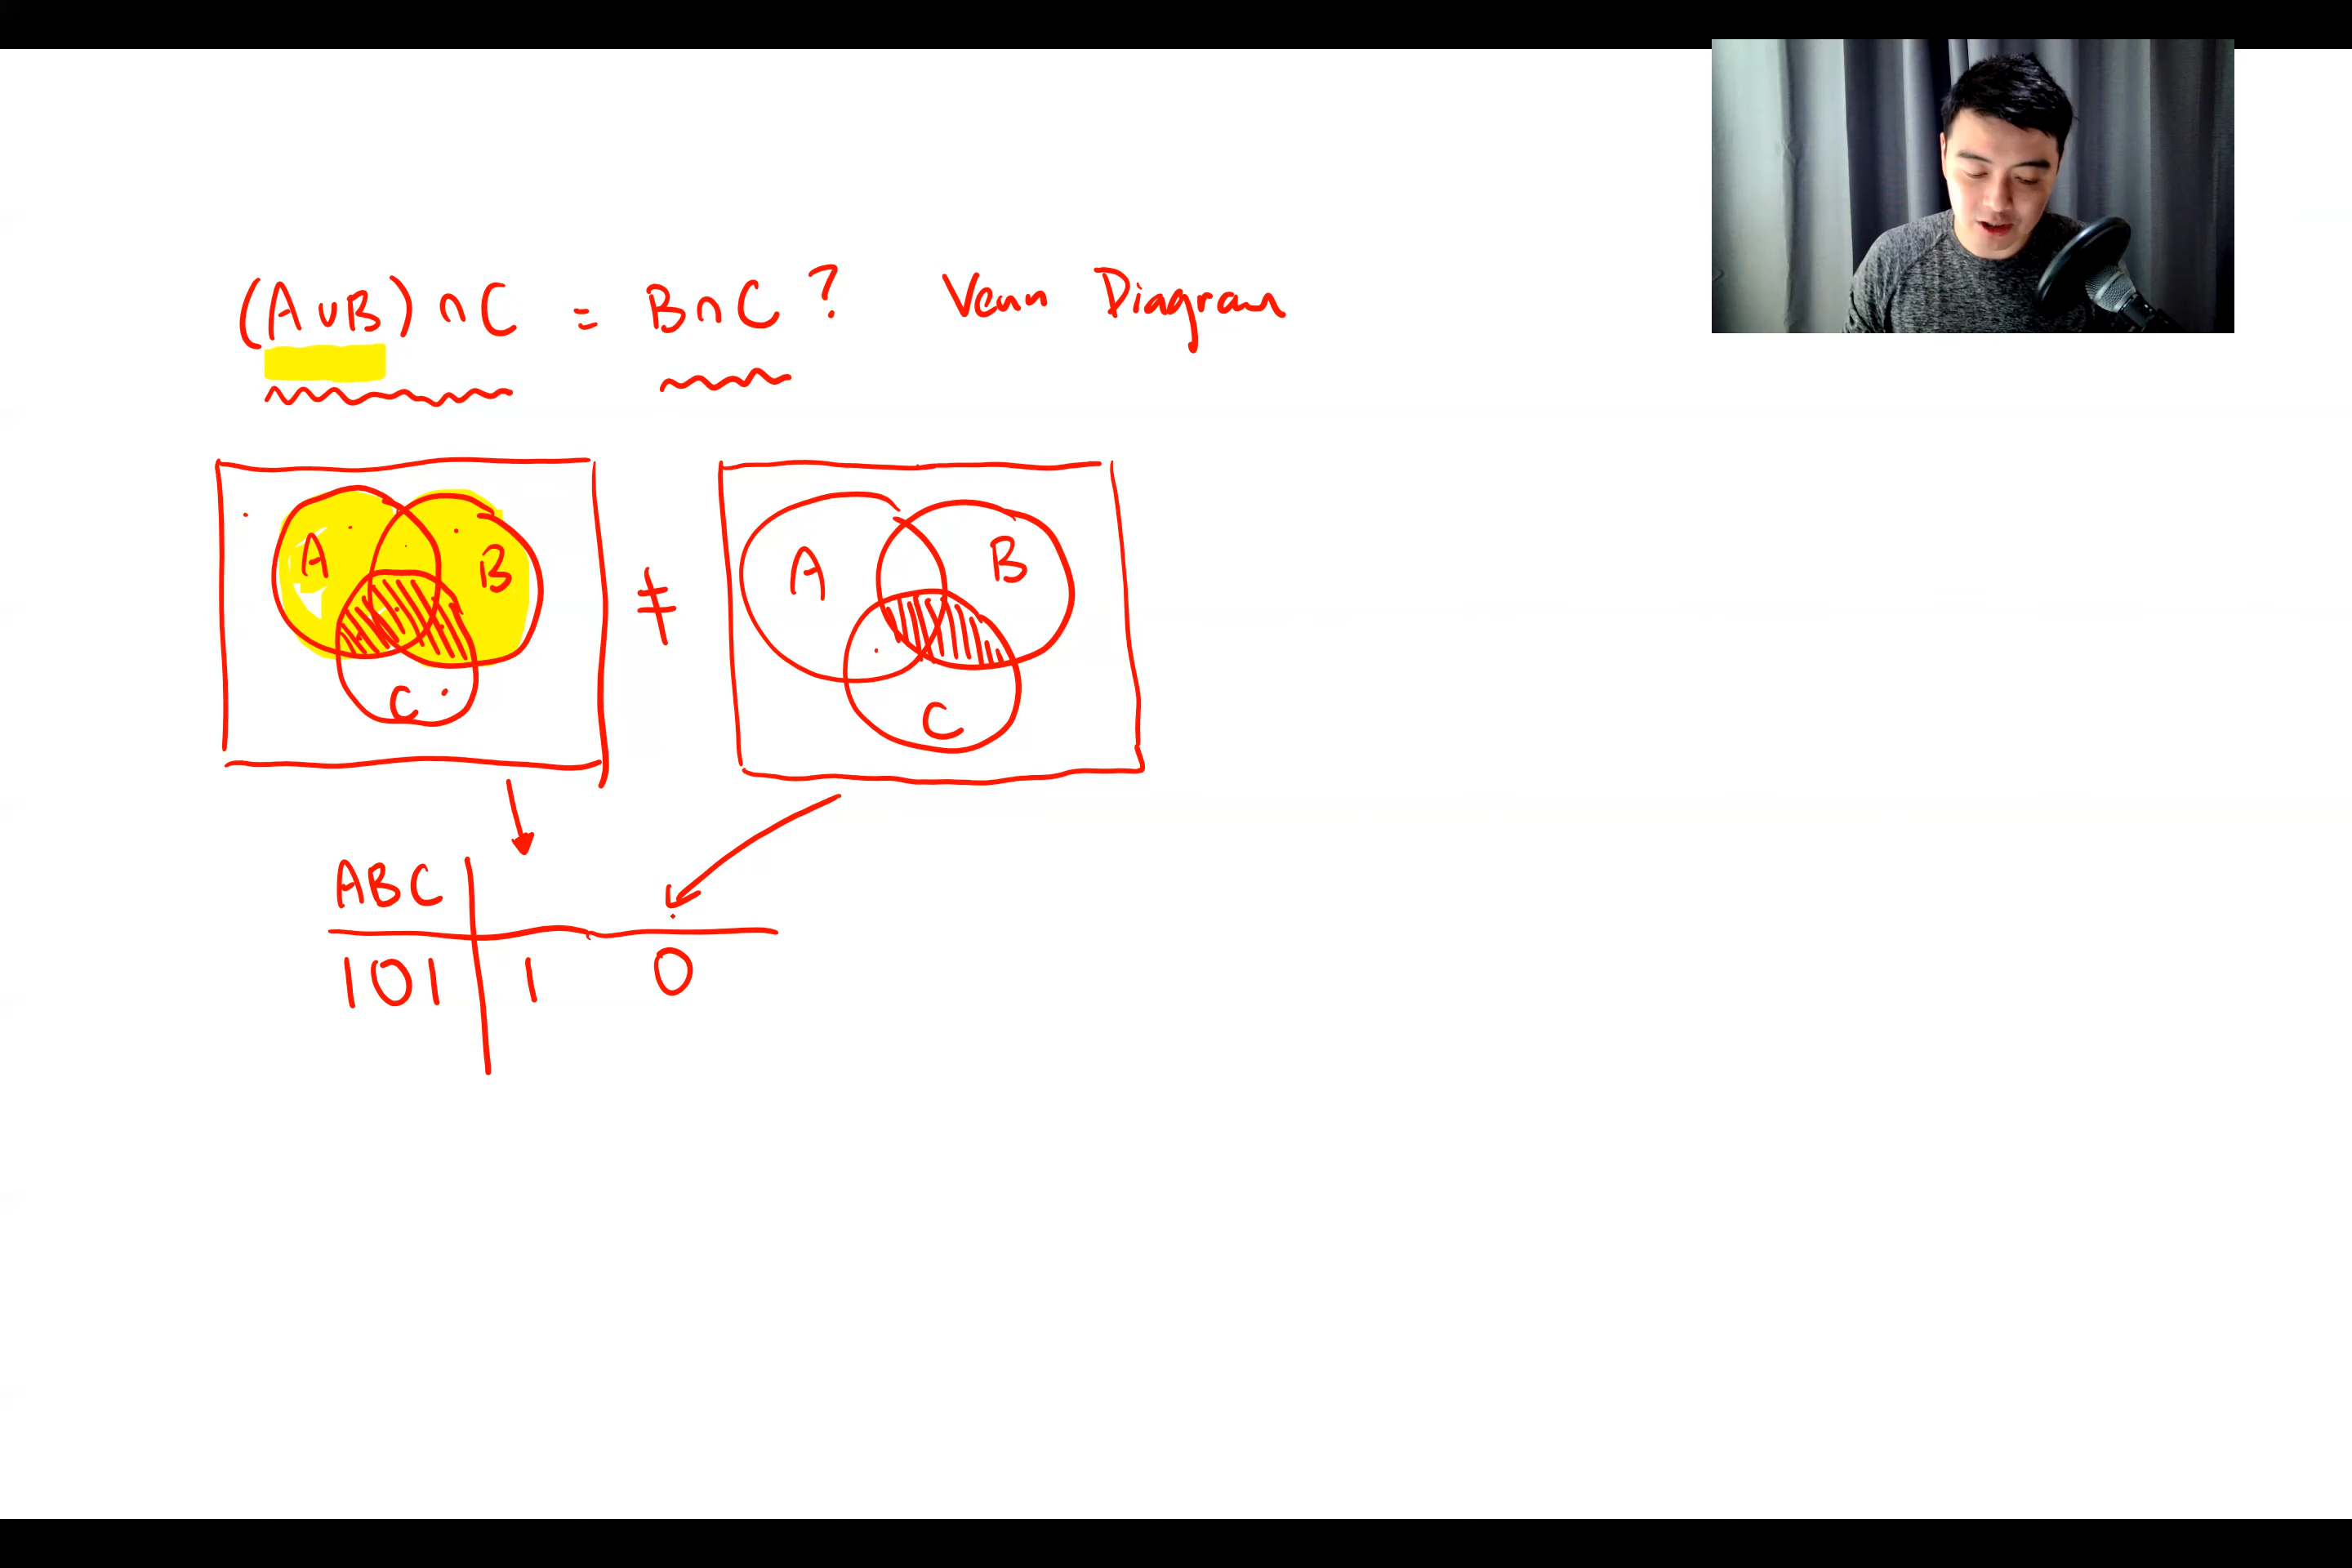 (A∪B)∩C = B∩C ? Venn Diagram
A B C
≠
A B C
ABC
101 1 0